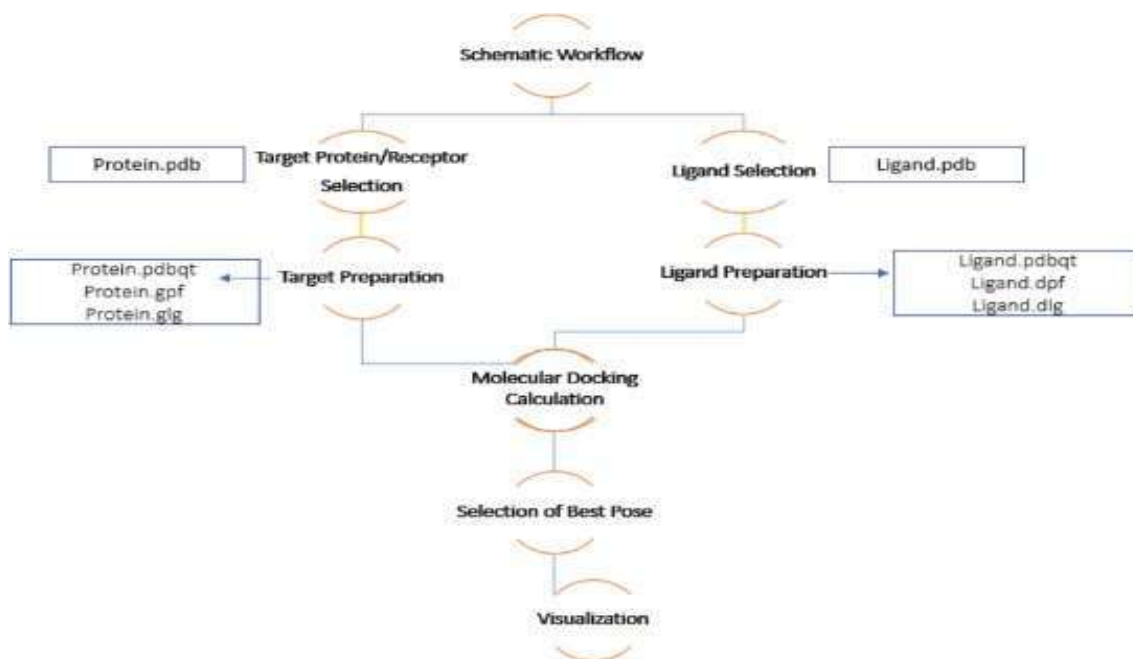 Schematic Workflow
Protein.pdb
Target Protein/Receptor
Selection
Ligand Selection
Ligand.pdb
Protein.pdbqt
Protein.gpf
Protein.glg
Target Preparation
Ligand Preparation
Ligand.pdbqt
Ligand.dpf
Ligand.dlg
Molecular Docking
Calculation
Selection of Best Pose
Visualization